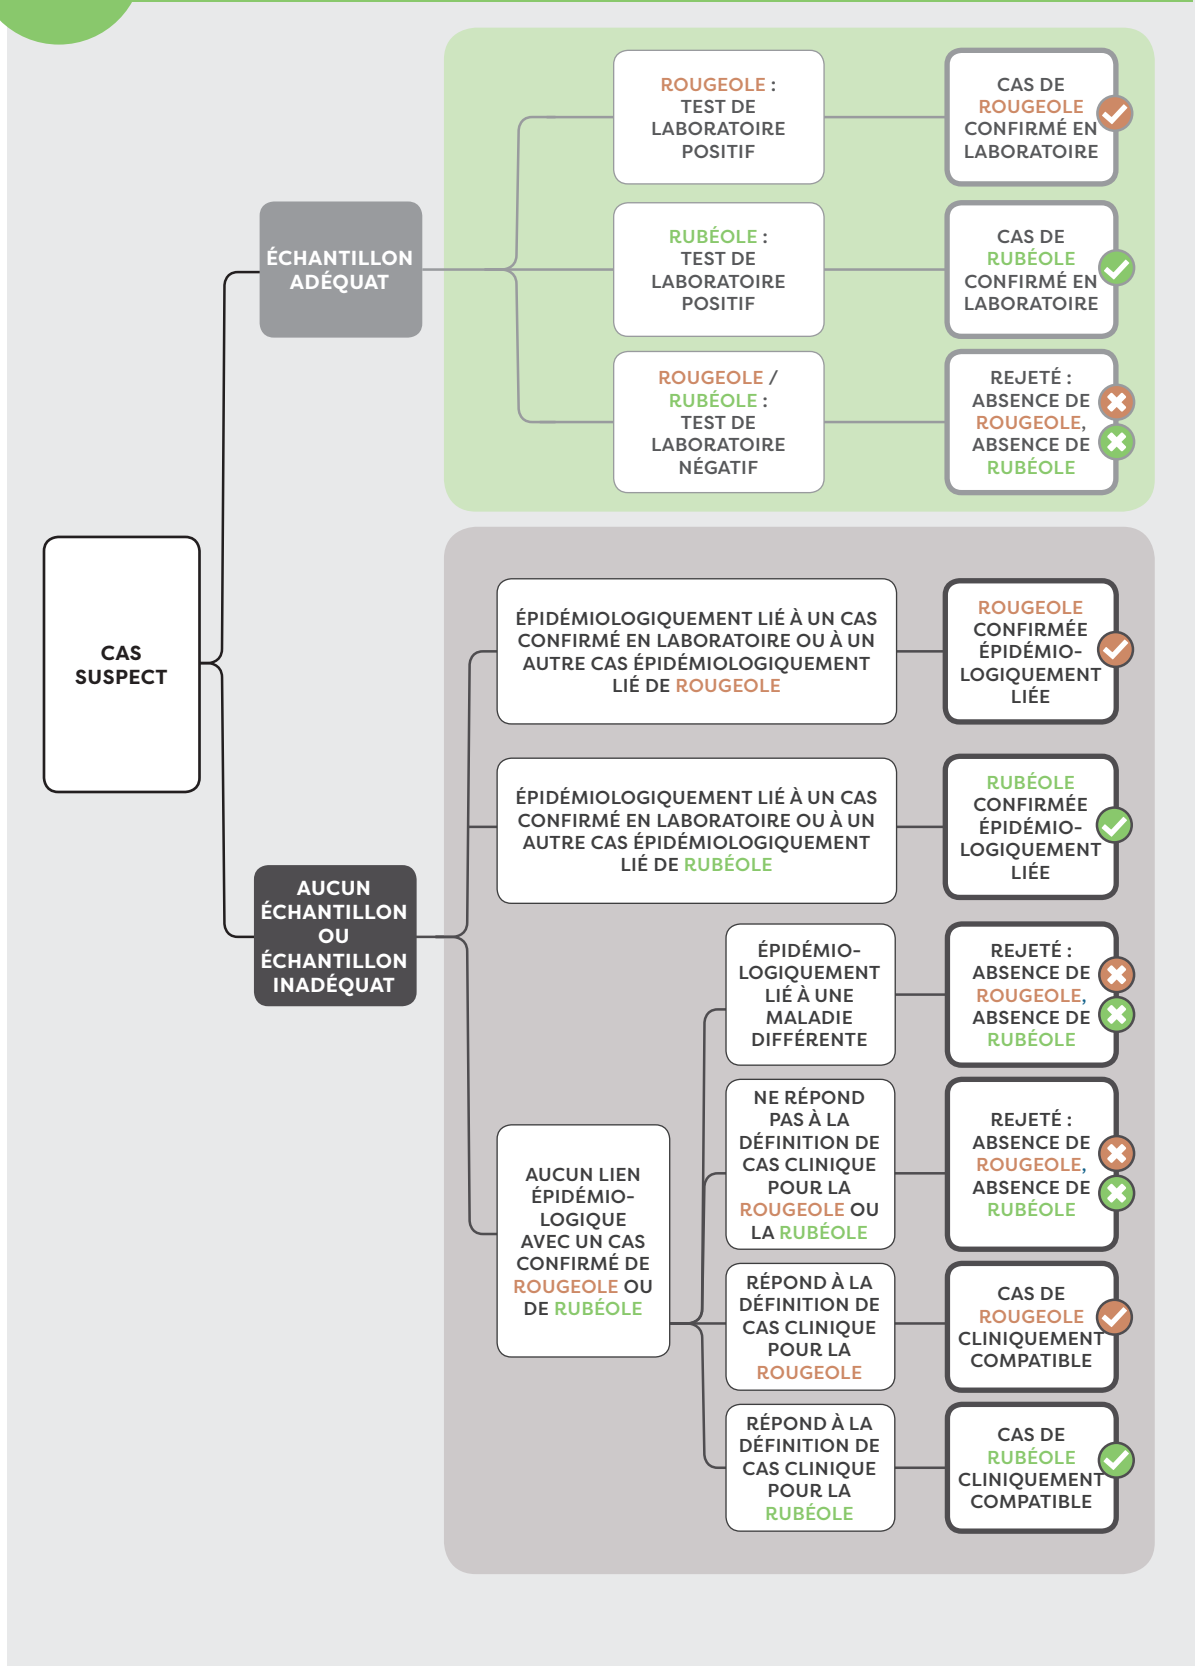 CAS
SUSPECT
ÉCHANTILLON
ADÉQUAT
ROUGEOLE :
TEST DE
LABORATOIRE
POSITIF
CAS DE
ROUGEOLE
CONFIRMÉ EN
LABORATOIRE
RUBÉOLE :
TEST DE
LABORATOIRE
POSITIF
CAS DE
RUBÉOLE
CONFIRMÉ EN
LABORATOIRE
ROUGEOLE /
RUBÉOLE :
TEST DE
LABORATOIRE
NÉGATIF
REJETÉ :
ABSENCE DE
ROUGEOLE,
ABSENCE DE
RUBÉOLE
AUCUN
ÉCHANTILLON
OU
ÉCHANTILLON
INADÉQUAT
ÉPIDÉMIOLOGIQUEMENT LIÉ À UN CAS
CONFIRMÉ EN LABORATOIRE OU À UN
AUTRE CAS ÉPIDÉMIOLOGIQUEMENT
LIÉ DE ROUGEOLE
ROUGEOLE
CONFIRMÉE
ÉPIDÉMIO-
LOGIQUEMENT
LIÉE
ÉPIDÉMIOLOGIQUEMENT LIÉ À UN CAS
CONFIRMÉ EN LABORATOIRE OU À UN
AUTRE CAS ÉPIDÉMIOLOGIQUEMENT
LIÉ DE RUBÉOLE
RUBÉOLE
CONFIRMÉE
ÉPIDÉMIO-
LOGIQUEMENT
LIÉE
AUCUN LIEN
ÉPIDÉMIO-
LOGIQUE
AVEC UN CAS
CONFIRMÉ DE
ROUGEOLE OU
DE RUBÉOLE
ÉPIDÉMIO-
LOGIQUEMENT
LIÉ À UNE
MALADIE
DIFFÉRENTE
REJETÉ :
ABSENCE DE
ROUGEOLE,
ABSENCE DE
RUBÉOLE
NE RÉPOND
PAS À LA
DÉFINITION DE
CAS CLINIQUE
POUR LA
ROUGEOLE OU
LA RUBÉOLE
REJETÉ :
ABSENCE DE
ROUGEOLE,
ABSENCE DE
RUBÉOLE
RÉPOND À LA
DÉFINITION DE
CAS CLINIQUE
POUR LA
ROUGEOLE
CAS DE
ROUGEOLE
CLINIQUEMENT
COMPATIBLE
RÉPOND À LA
DÉFINITION DE
CAS CLINIQUE
POUR LA
RUBÉOLE
CAS DE
RUBÉOLE
CLINIQUEMENT
COMPATIBLE